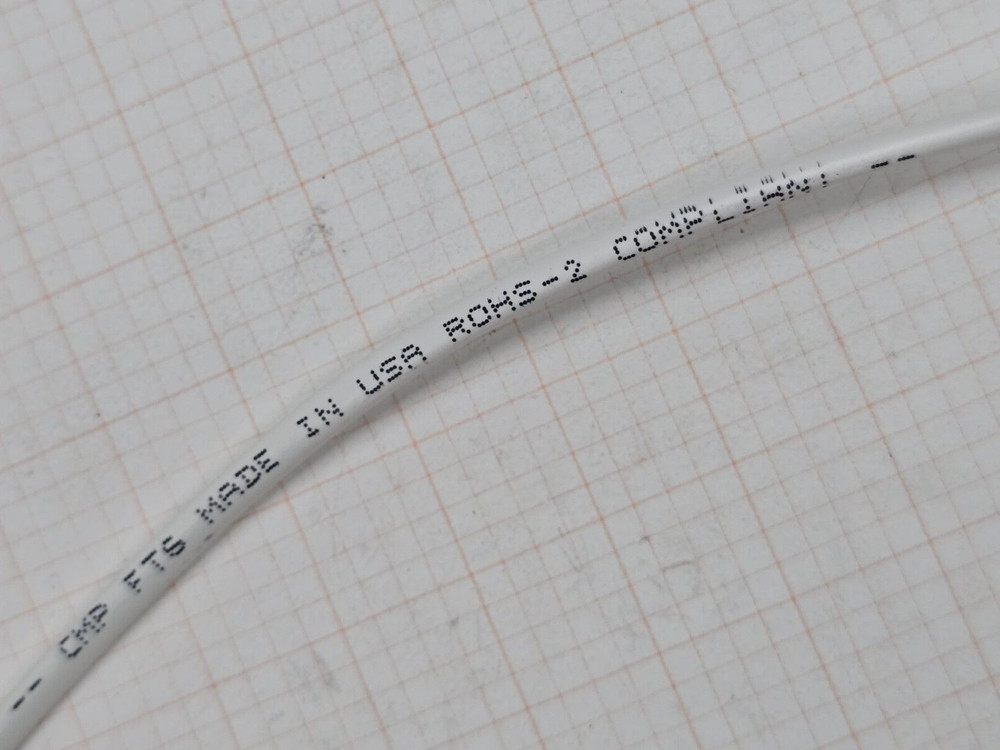 -- CMP FT6 MADE IN USA ROHS-2 COMPLIANT --